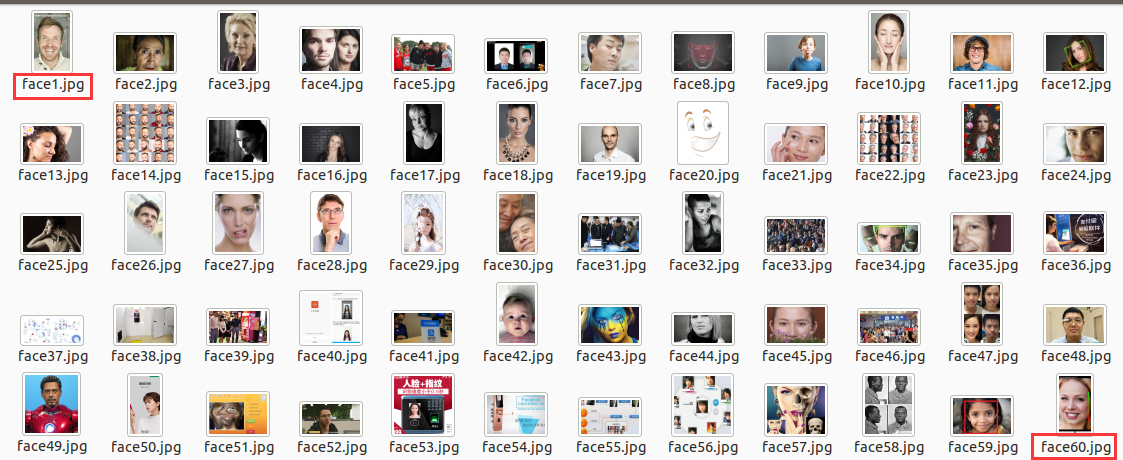 face1.jpg face2.jpg face3.jpg face4.jpg face5.jpg face6.jpg face7.jpg face8.jpg face9.jpg face10.jpg face11.jpg face12.jpg
face13.jpg face14.jpg face15.jpg face16.jpg face17.jpg face18.jpg face19.jpg face20.jpg face21.jpg face22.jpg face23.jpg face24.jpg
face25.jpg face26.jpg face27.jpg face28.jpg face29.jpg face30.jpg face31.jpg face32.jpg face33.jpg face34.jpg face35.jpg face36.jpg
face37.jpg face38.jpg face39.jpg face40.jpg face41.jpg face42.jpg face43.jpg face44.jpg face45.jpg face46.jpg face47.jpg face48.jpg
人脸+指纹
face49.jpg face50.jpg face51.jpg face52.jpg face53.jpg face54.jpg face55.jpg face56.jpg face57.jpg face58.jpg face59.jpg face60.jpg